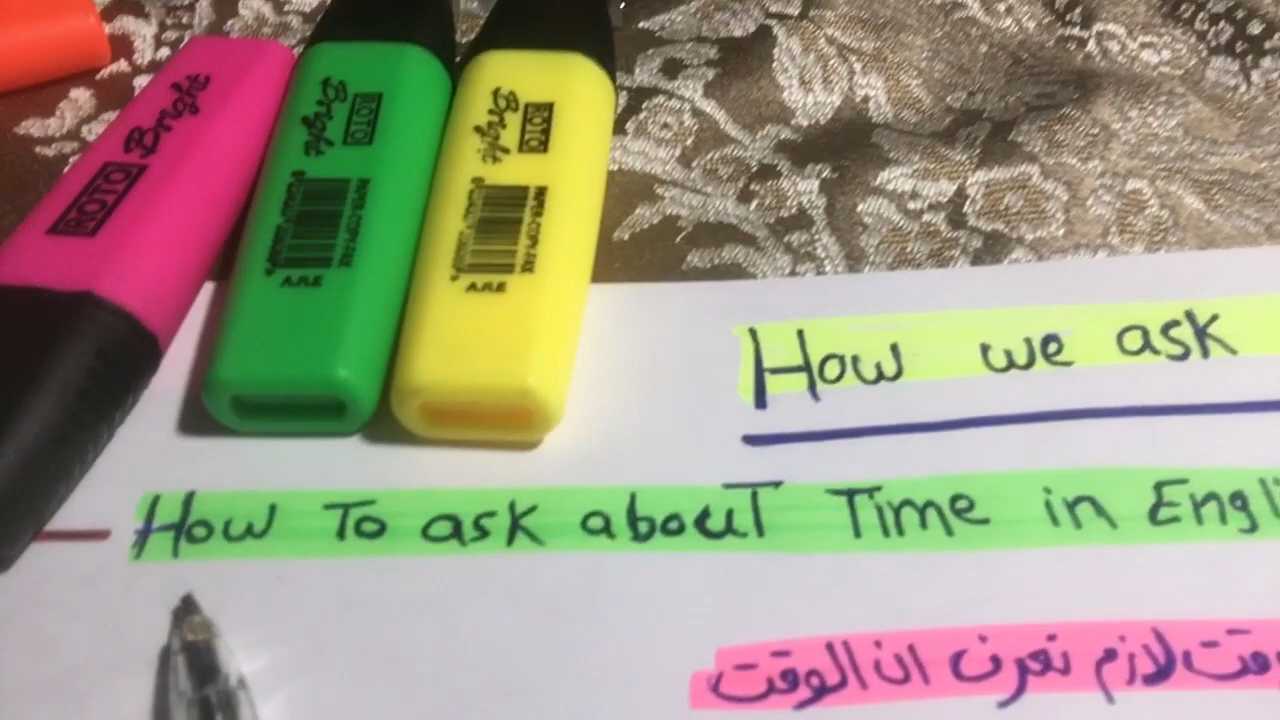 ROTO Bright
ROTO Bright
PAPER-COPY-FAX
A.R.E
ROTO Bright
PAPER-COPY-FAX
A.R.E
How we ask
How To ask abouT Time in Engli
لازم نعرف ان الوقت